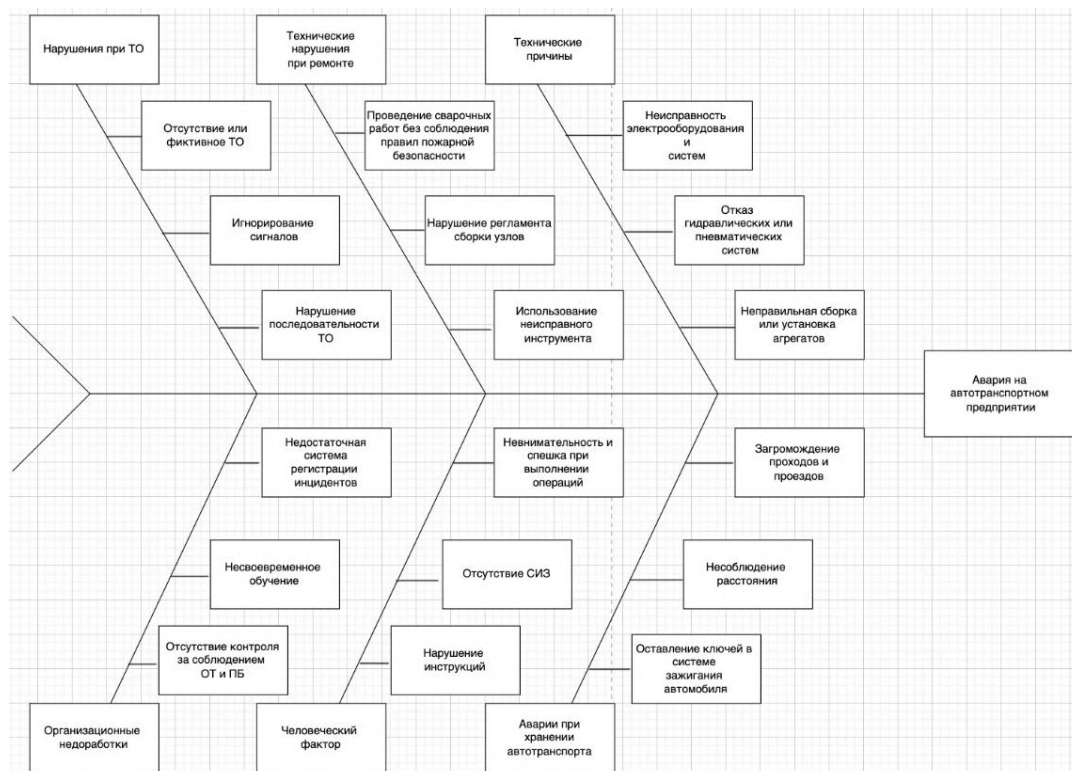 Нарушения при ТО
Технические
нарушения
при ремонте
Технические
причины
Отсутствие или
фиктивное ТО
Проведение сварочных
работ без соблюдения
правил пожарной
безопасности
Неисправность
электрооборудования
и
систем
Игнорирование
сигналов
Нарушение регламента
сборки узлов
Отказ
гидравлических или
пневматических
систем
Нарушение
последовательности
ТО
Использование
неисправного
инструмента
Неправильная сборка
или установка
агрегатов
Авария на
автотранспортном
предприятии
Недостаточная
система
регистрации
инцидентов
Невнимательность и
спешка при
выполнении
операций
Загромождение
проходов и
проездов
Несвоевременное
обучение
Отсутствие СИЗ
Несоблюдение
расстояния
Отсутствие контроля
за соблюдением
ОТ и ПБ
Нарушение
инструкций
Оставление ключей в
системе
зажигания
автомобиля
Организационные
недоработки
Человеческий
фактор
Аварии при
хранении
автотранспорта